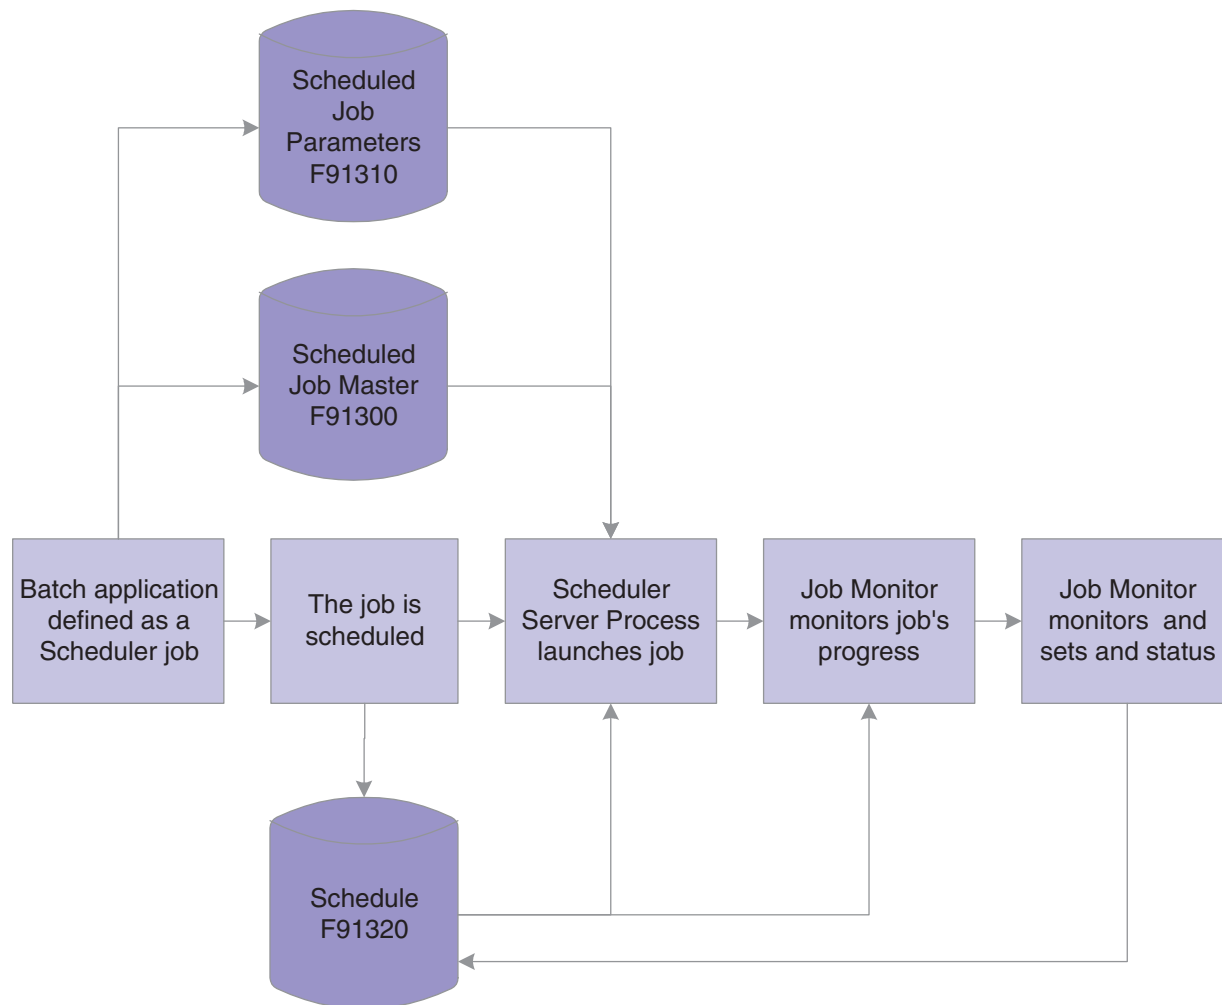 Scheduled
Job
Parameters
F91310
Scheduled
Job Master
F91300
Batch application
defined as a
Scheduler job
The job is
scheduled
Scheduler
Server Process
launches job
Job Monitor
monitors job's
progress
Job Monitor
monitors  and
sets and status
Schedule
F91320